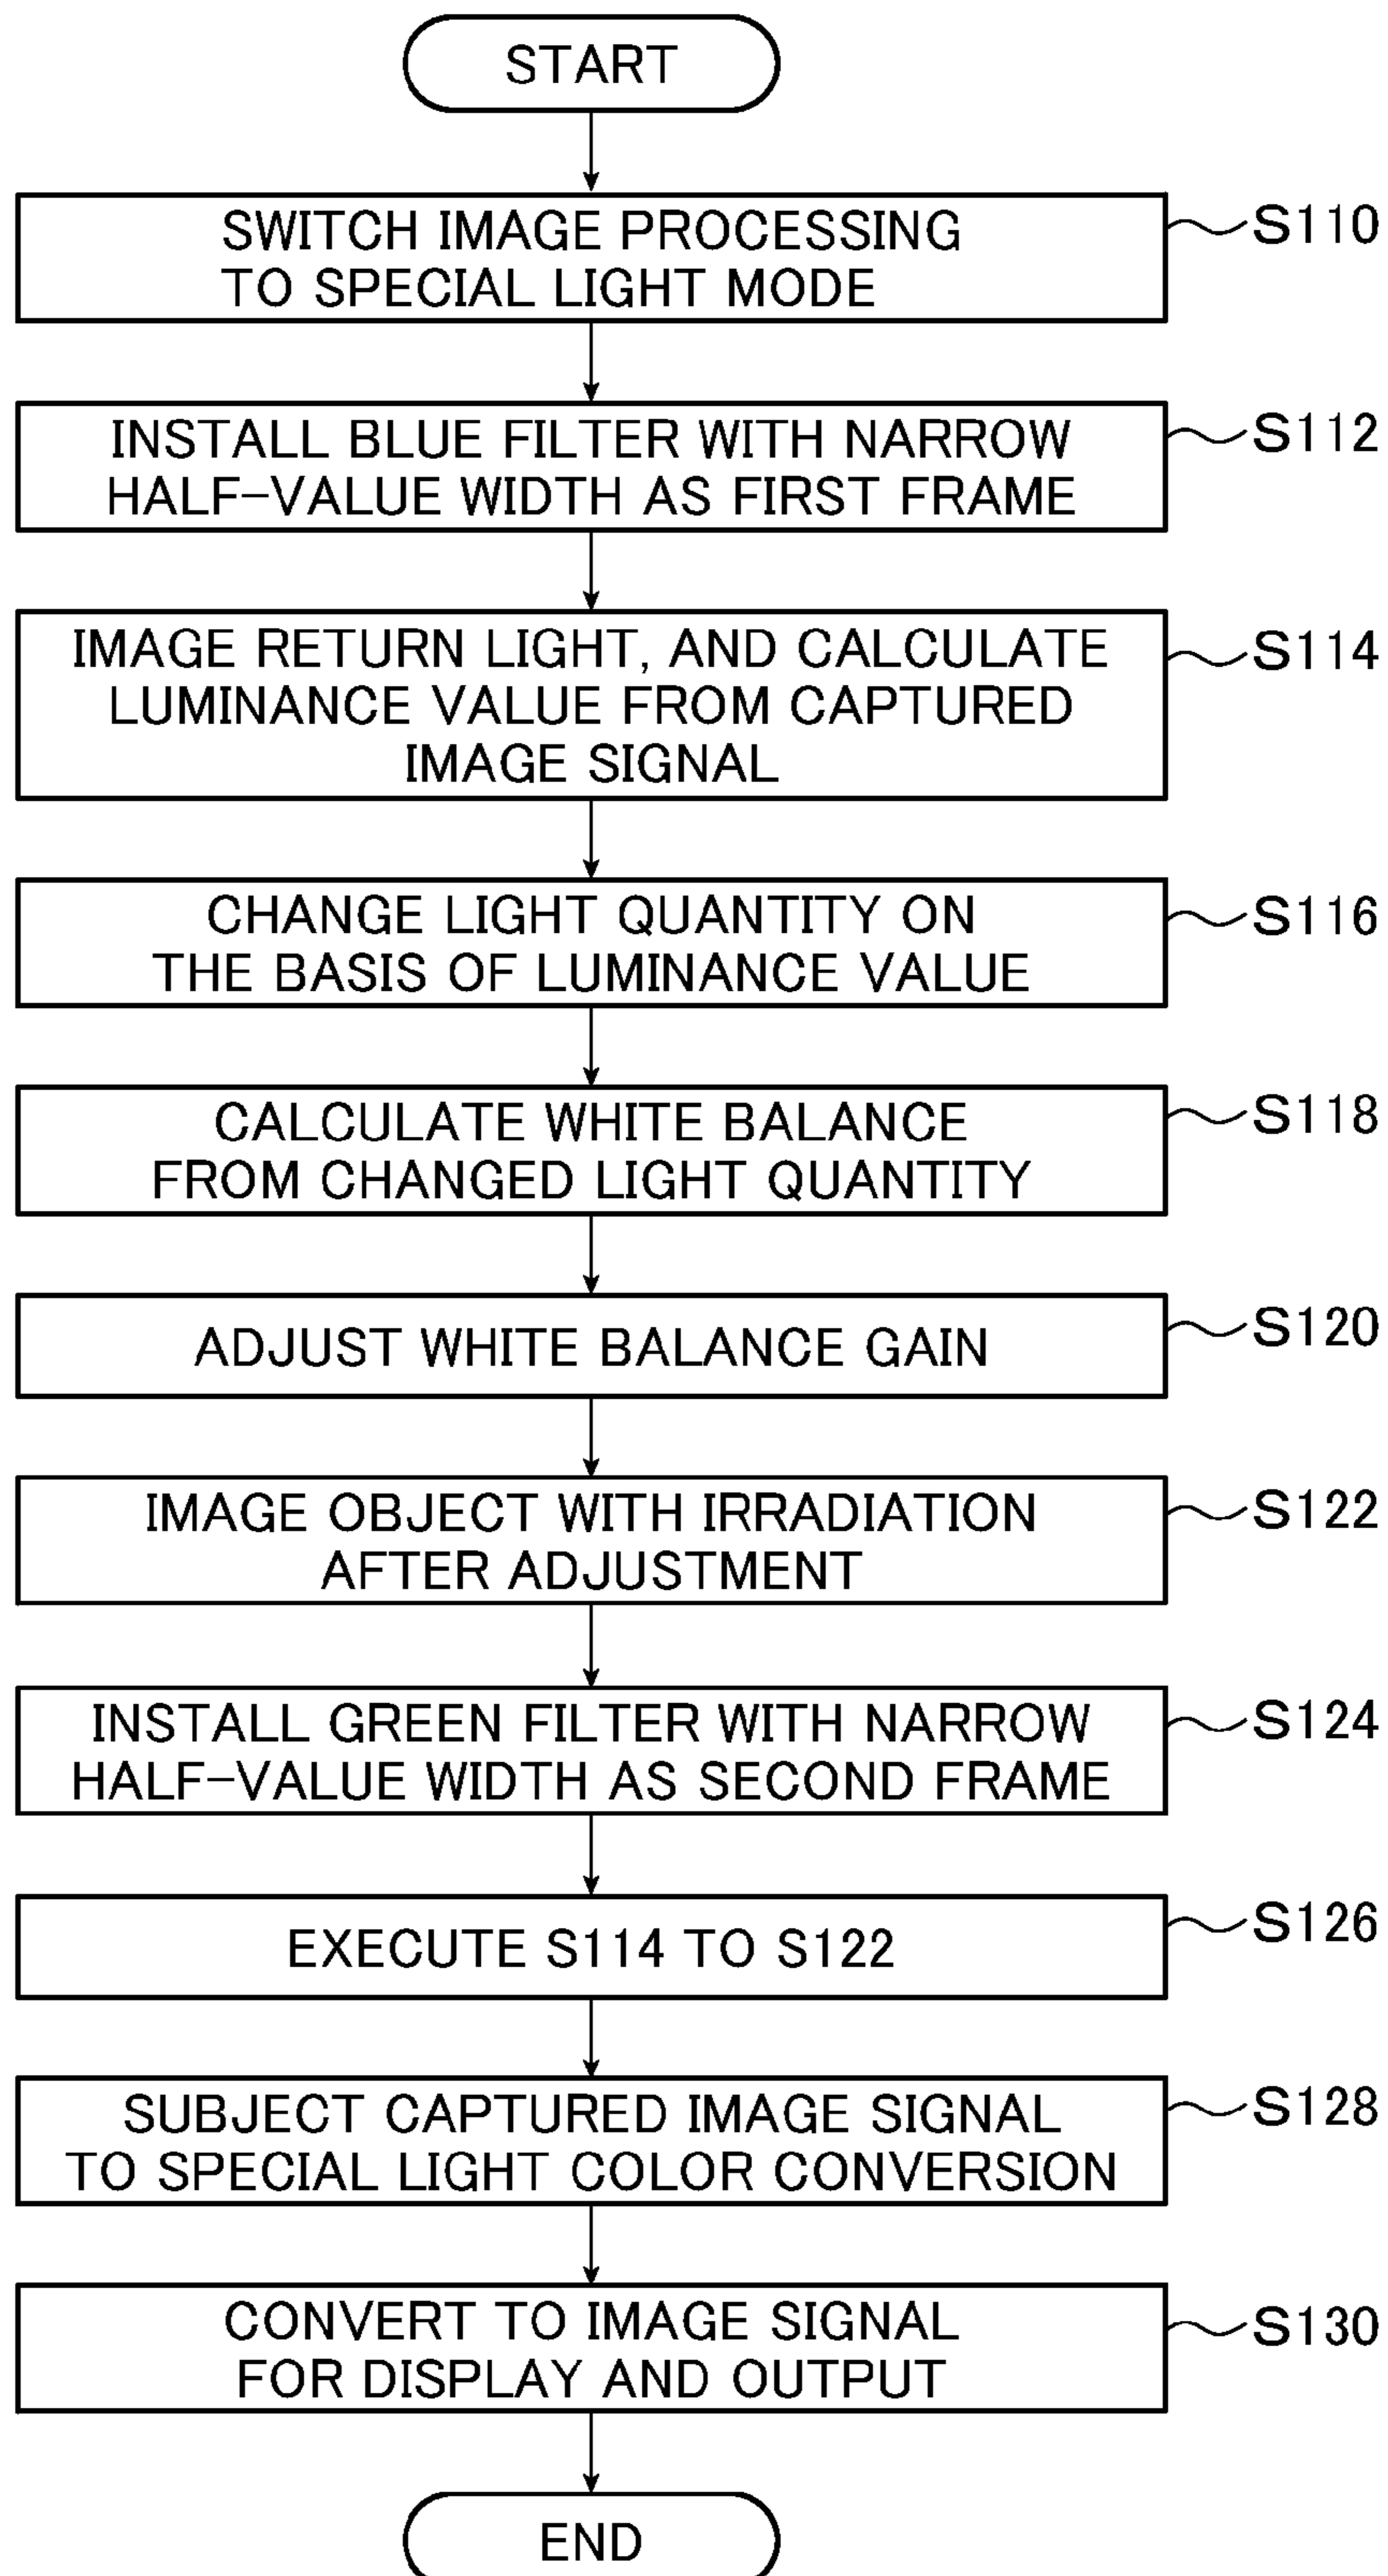 START
SWITCH IMAGE PROCESSING
TO SPECIAL LIGHT MODE
S110
INSTALL BLUE FILTER WITH NARROW
HALF-VALUE WIDTH AS FIRST FRAME
S112
IMAGE RETURN LIGHT, AND CALCULATE
LUMINANCE VALUE FROM CAPTURED
IMAGE SIGNAL
S114
CHANGE LIGHT QUANTITY ON
THE BASIS OF LUMINANCE VALUE
S116
CALCULATE WHITE BALANCE
FROM CHANGED LIGHT QUANTITY
S118
ADJUST WHITE BALANCE GAIN
S120
IMAGE OBJECT WITH IRRADIATION
AFTER ADJUSTMENT
S122
INSTALL GREEN FILTER WITH NARROW
HALF-VALUE WIDTH AS SECOND FRAME
S124
EXECUTE S114 TO S122
S126
SUBJECT CAPTURED IMAGE SIGNAL
TO SPECIAL LIGHT COLOR CONVERSION
S128
CONVERT TO IMAGE SIGNAL
FOR DISPLAY AND OUTPUT
S130
END